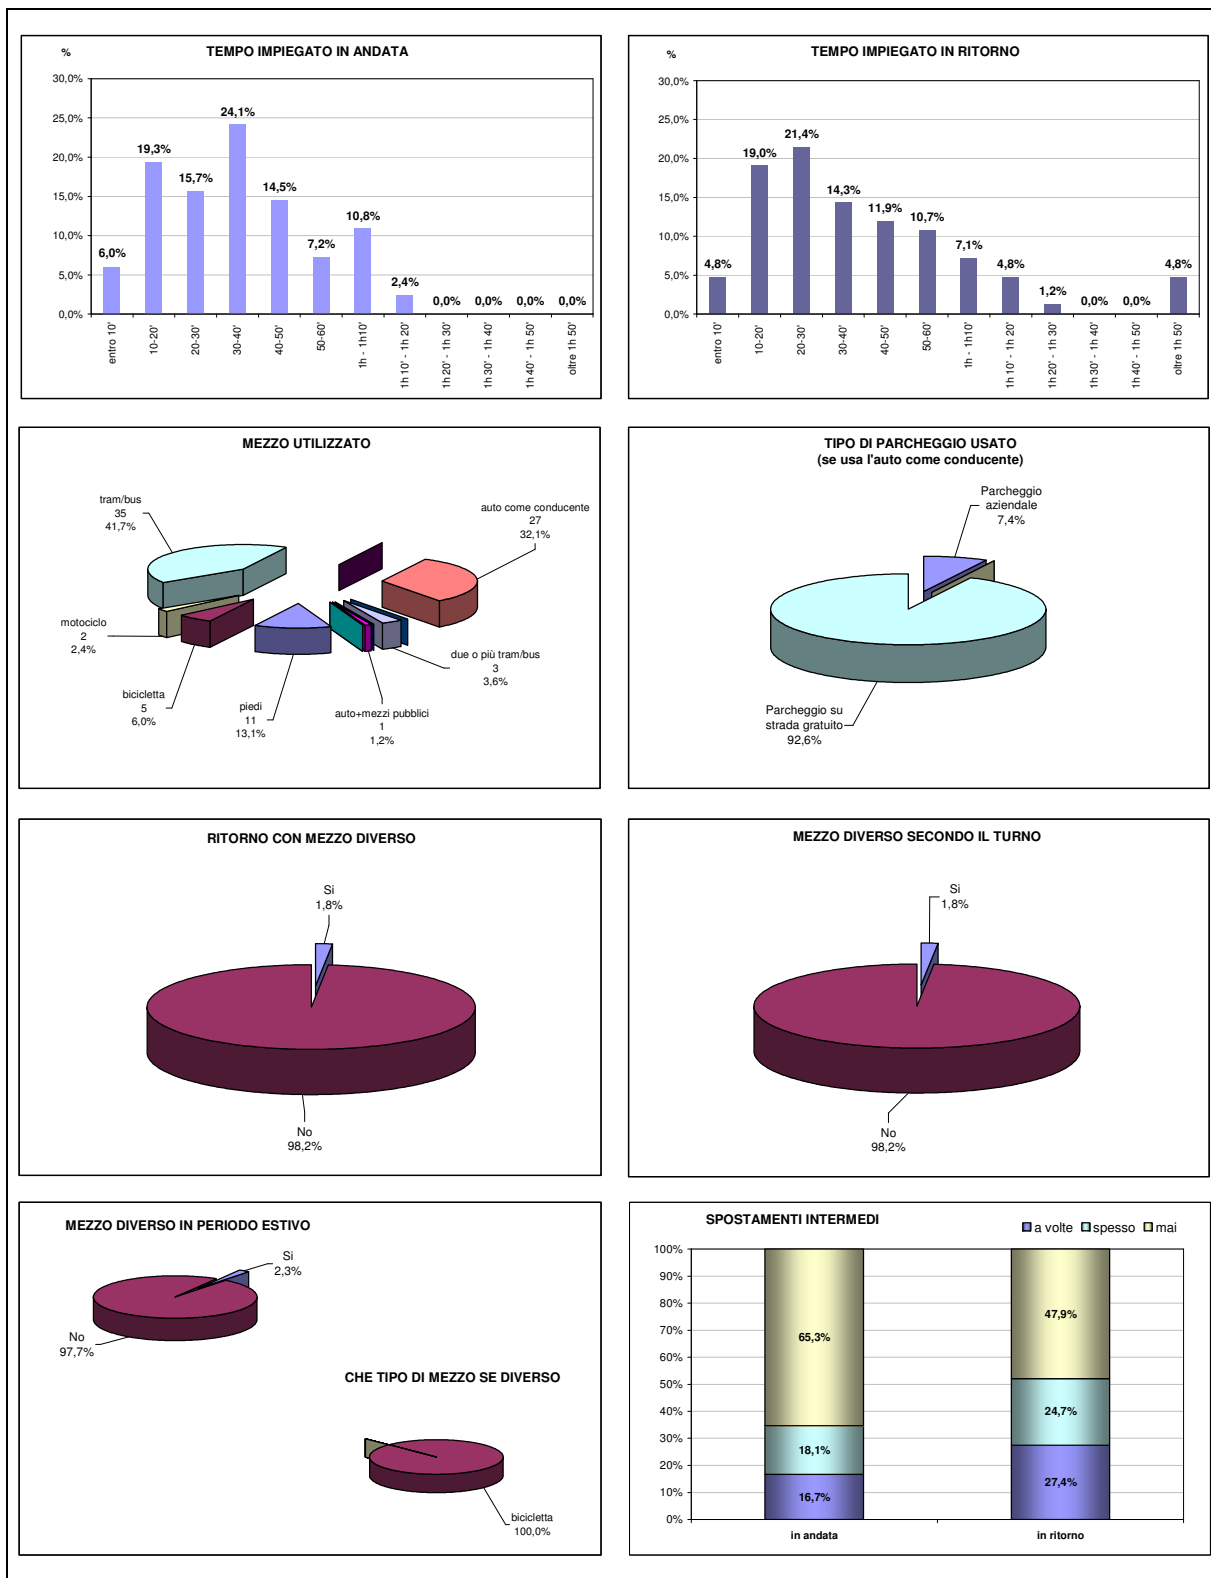 TEMPO IMPIEGATO IN ANDATA
%
30,0%
25,0%
20,0%
15,0%
10,0%
5,0%
0,0%
6,0%
19,3%
15,7%
24,1%
14,5%
7,2%
10,8%
2,4%
0,0%
0,0%
0,0%
0,0%
entro 10'
10-20'
20-30'
30-40'
40-50'
50-60'
1h - 1h10'
1h 10' - 1h 20'
1h 20' - 1h 30'
1h 30' - 1h 40'
1h 40' - 1h 50'
oltre 1h 50'
TEMPO IMPIEGATO IN RITORNO
%
30,0%
25,0%
20,0%
15,0%
10,0%
5,0%
0,0%
4,8%
19,0%
21,4%
14,3%
11,9%
10,7%
7,1%
4,8%
1,2%
0,0%
0,0%
4,8%
entro 10'
10-20'
20-30'
30-40'
40-50'
50-60'
1h - 1h10'
1h 10' - 1h 20'
1h 20' - 1h 30'
1h 30' - 1h 40'
1h 40' - 1h 50'
oltre 1h 50'
MEZZO UTILIZZATO
tram/bus
35
41,7%
auto come conducente
27
32,1%
motociclo
2
2,4%
due o più tram/bus
3
3,6%
bicicletta
5
6,0%
piedi
11
13,1%
auto+mezzi pubblici
1
1,2%
TIPO DI PARCHEGGIO USATO
(se usa l'auto come conducente)
Parcheggio
aziendale
7,4%
Parcheggio su
strada gratuito
92,6%
RITORNO CON MEZZO DIVERSO
Si
1,8%
No
98,2%
MEZZO DIVERSO SECONDO IL TURNO
Si
1,8%
No
98,2%
MEZZO DIVERSO IN PERIODO ESTIVO
Si
2,3%
No
97,7%
CHE TIPO DI MEZZO SE DIVERSO
bicicletta
100,0%
SPOSTAMENTI INTERMEDI
a volte spesso mai
100%
90%
80%
70%
60%
50%
40%
30%
20%
10%
0%
65,3%
18,1%
16,7%
47,9%
24,7%
27,4%
in andata
in ritorno